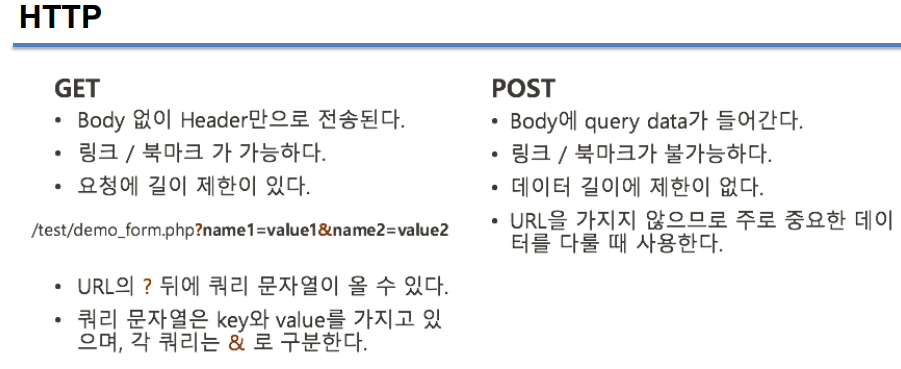 HTTP
GET
• Body 없이 Header만으로 전송된다.
• 링크 / 북마크 가 가능하다.
• 요청에 길이 제한이 있다.
/test/demo_form.php?name1=value1&name2=value2
• URL의 ? 뒤에 쿼리 문자열이 올 수 있다.
• 쿼리 문자열은 key와 value를 가지고 있
으며, 각 쿼리는 & 로 구분한다.
POST
• Body에 query data가 들어간다.
• 링크 / 북마크가 불가능하다.
• 데이터 길이에 제한이 없다.
• URL을 가지지 않으므로 주로 중요한 데이
터를 다룰 때 사용한다.